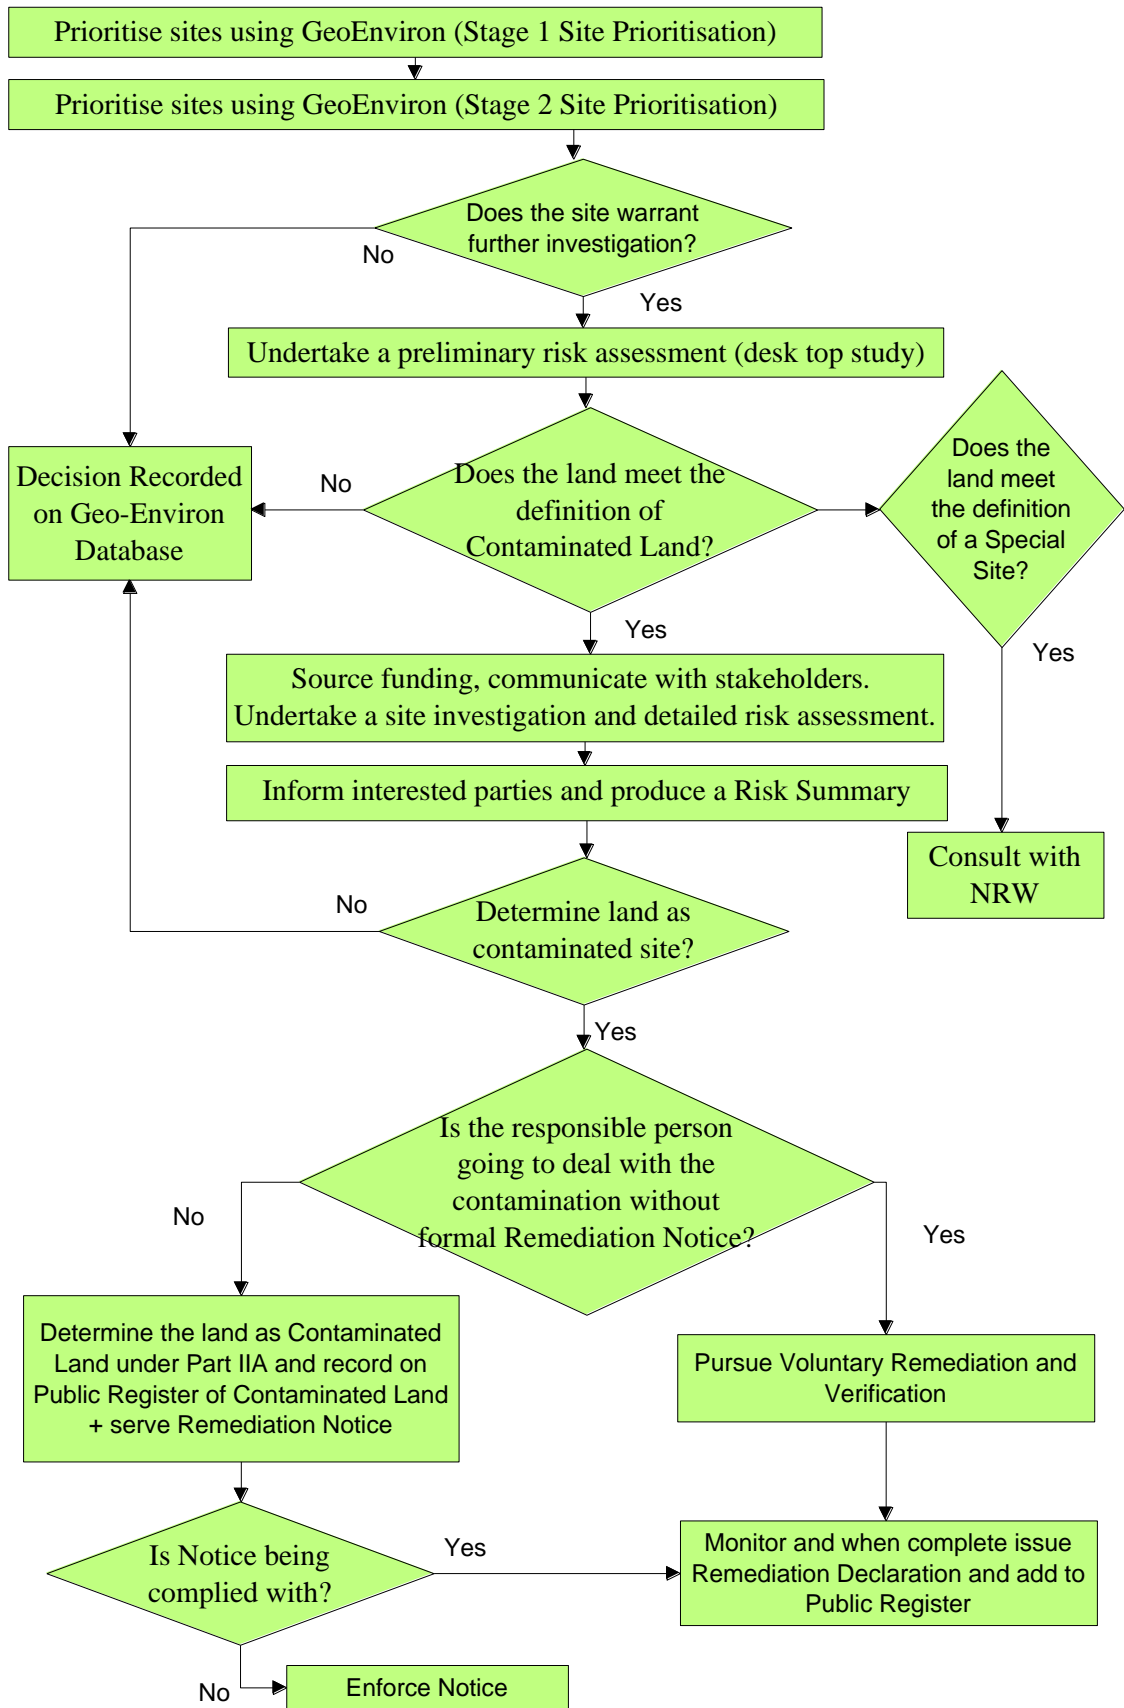 Prioritise sites using GeoEnviron (Stage 1 Site Prioritisation)
Prioritise sites using GeoEnviron (Stage 2 Site Prioritisation)
Does the site warrant
further investigation?
No
Yes
Undertake a preliminary risk assessment (desk top study)
Decision Recorded
on Geo-Environ
Database
No
Does the land meet the
definition of
Contaminated Land?
Does the
land meet
the definition
of a Special
Site?
Yes
Yes
Source funding, communicate with stakeholders.
Undertake a site investigation and detailed risk assessment.
Inform interested parties and produce a Risk Summary
Consult with
NRW
No
Determine land as
contaminated site?
Yes
Is the responsible person
going to deal with the
contamination without
formal Remediation Notice?
No
Yes
Determine the land as Contaminated
Land under Part IIA and record on
Public Register of Contaminated Land
+ serve Remediation Notice
Pursue Voluntary Remediation and
Verification
Is Notice being
complied with?
Yes
Monitor and when complete issue
Remediation Declaration and add to
Public Register
No
Enforce Notice